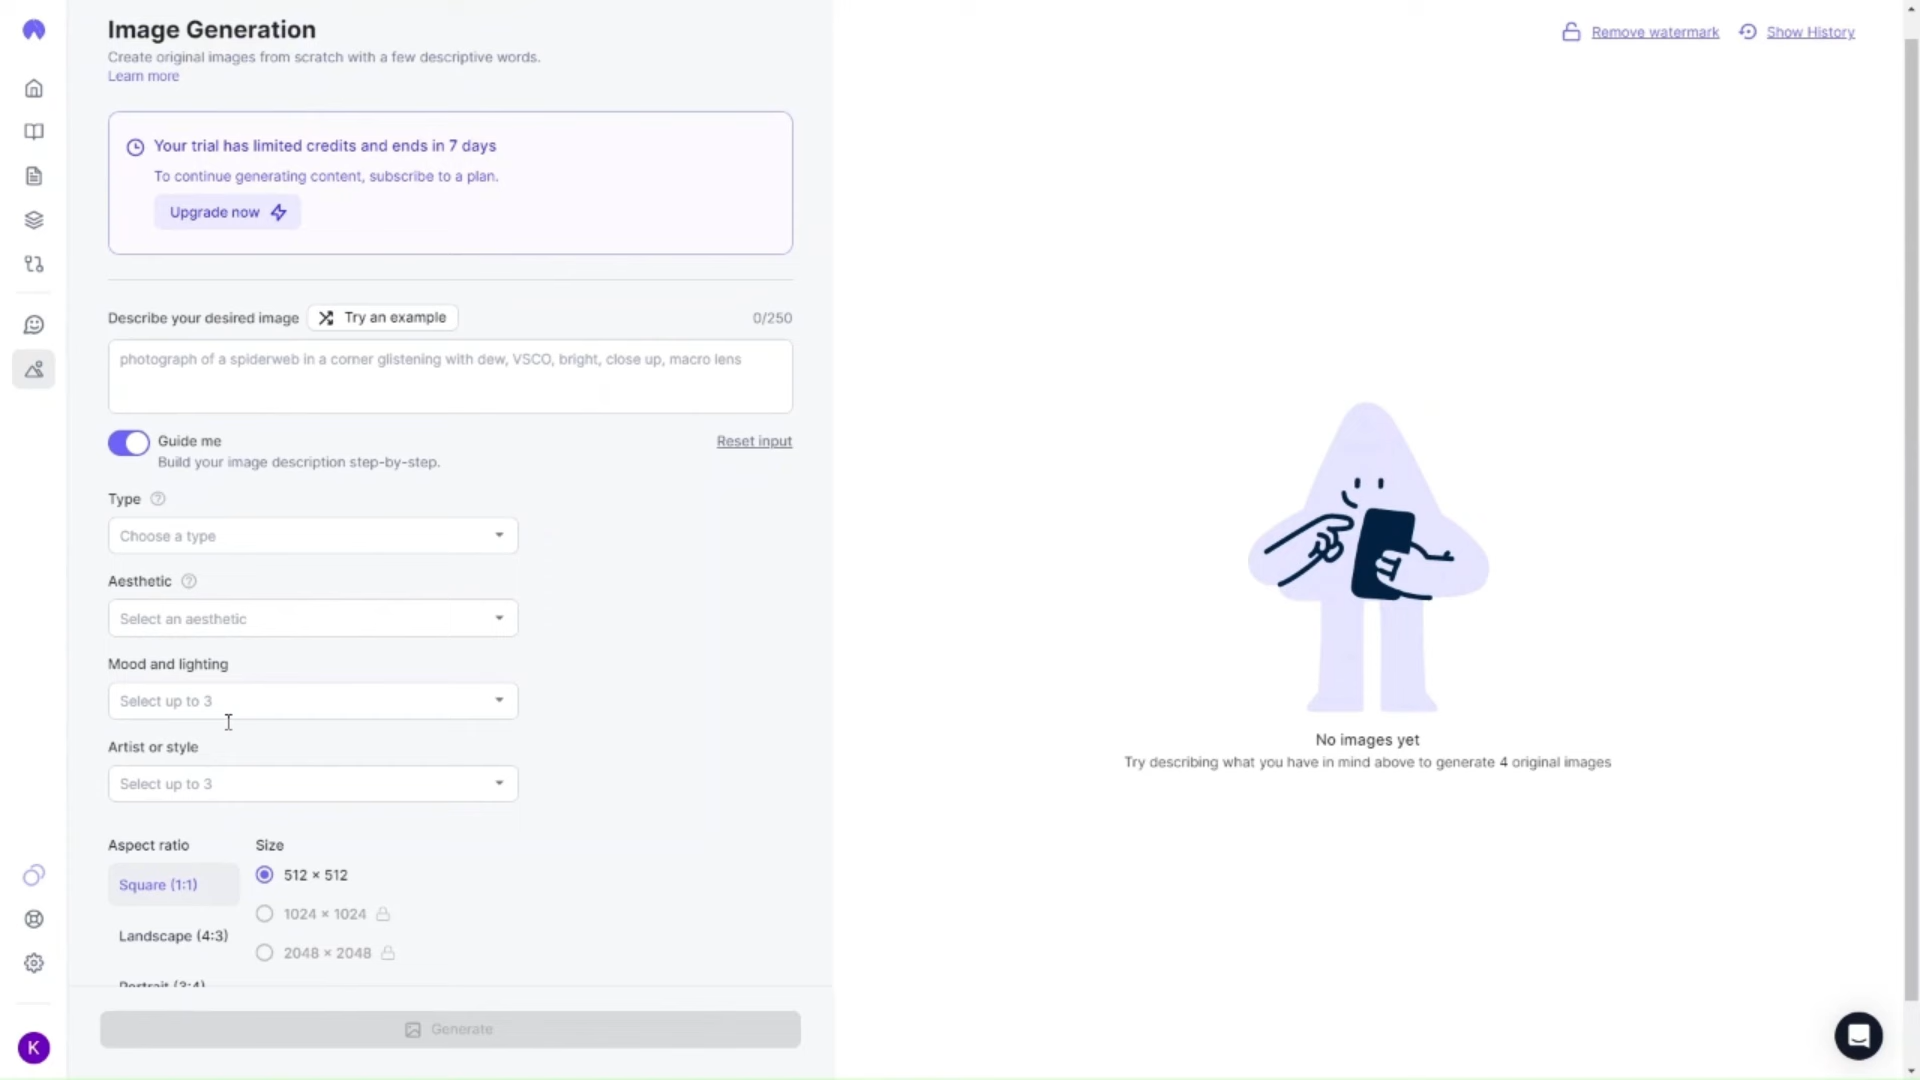 Image Generation
Create original images from scratch with a few descriptive words.
Learn more
Remove watermark
Show History
Your trial has limited credits and ends in 7 days
To continue generating content, subscribe to a plan.
Upgrade now
Describe your desired image
Try an example
0/250
photograph of a spiderweb in a corner glistening with dew, VSCO, bright, close up, macro lens
Guide me
Reset input
Build your image description step-by-step.
Type
Choose a type
Aesthetic
Select an aesthetic
Mood and lighting
Select up to 3
Artist or style
Select up to 3
Aspect ratio
Size
Square (1:1)
512 × 512
1024 × 1024
Landscape (4:3)
2048 × 2048
Portrait (3:4)
Generate
K
No images yet
Try describing what you have in mind above to generate 4 original images